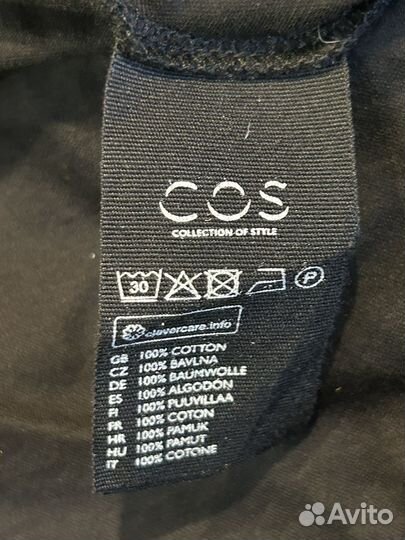 COS
COLLECTION OF STYLE
30 P
clevercare.info
GB 100% COTTON
CZ 100% BAVLNA
DE 100% BAUMWOLLE
ES 100% ALGODÓN
FI 100% PUUVILLAA
FR 100% COTON
HR 100% PAMUK
HU 100% PAMUT
IT 100% COTONE
Avito